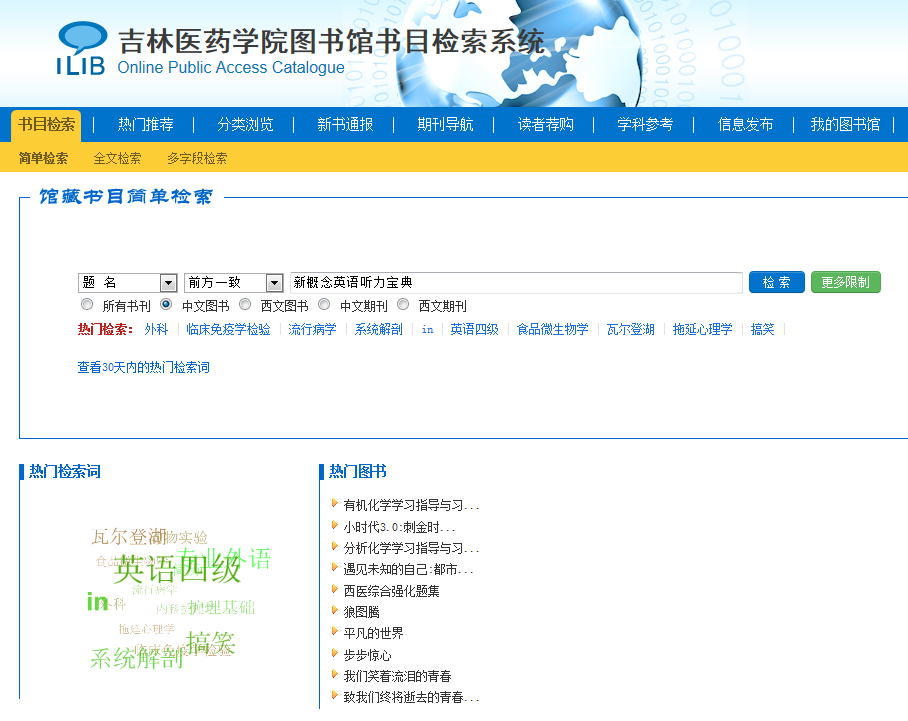 吉林医药学院图书馆书目检索系统
ILIB
Online Public Access Catalogue
书目检索 热门推荐 分类浏览 新书通报 期刊导航 读者荐购 学科参考 信息发布 我的图书馆
简单检索 全文检索 多字段检索
馆藏书目简单检索
题 名 前方一致 新概念英语听力宝典 检 索 更多限制
所有书刊 中文图书 西文图书 中文期刊 西文期刊
热门检索: 外科 临床免疫学检验 流行病学 系统解剖 in 英语四级 食品微生物学 瓦尔登湖 拖延心理学 搞笑
查看30天内的热门检索词
热门检索词
瓦尔登湖 物实验
专业外语
英语四级
流行病学
in 外科
护理基础
拖延心理学
搞笑
临床免疫学检验
系统解剖
热门图书
有机化学学习指导与习...
小时代3.0:刺金时...
分析化学学习指导与习...
遇见未知的自己:都市...
西医综合强化题集
狼图腾
平凡的世界
步步惊心
我们笑着流泪的青春
致我们终将逝去的青春...